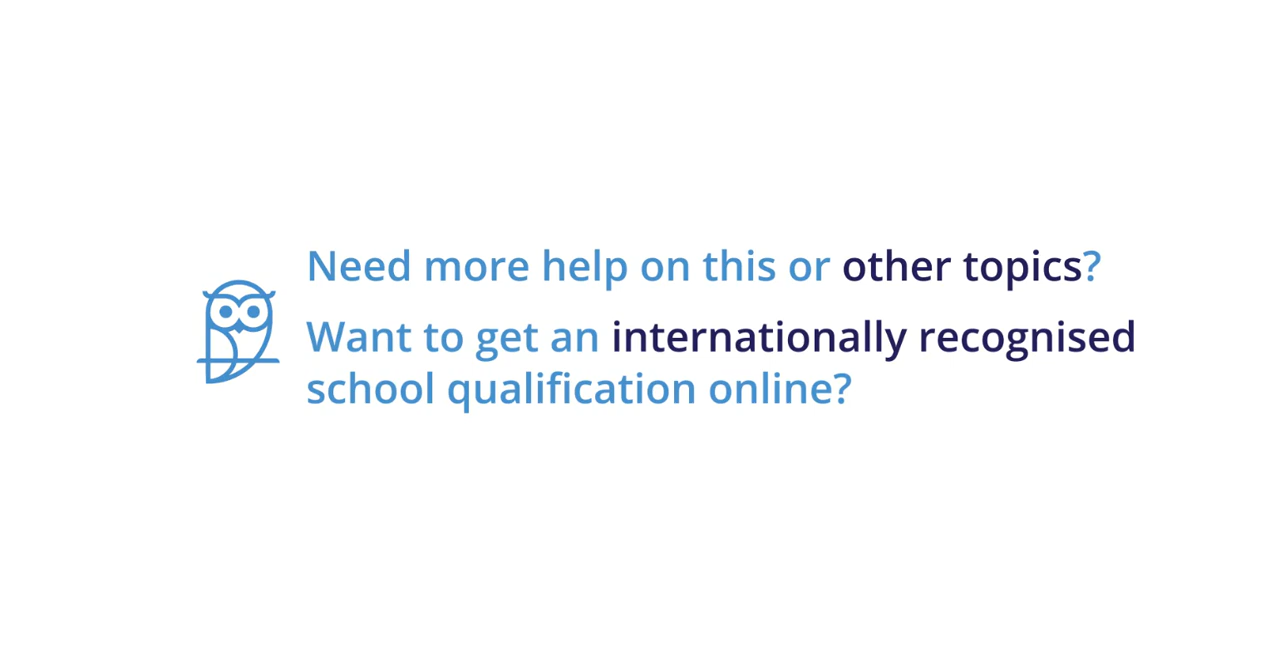 Need more help on this or other topics?
Want to get an internationally recognised
school qualification online?